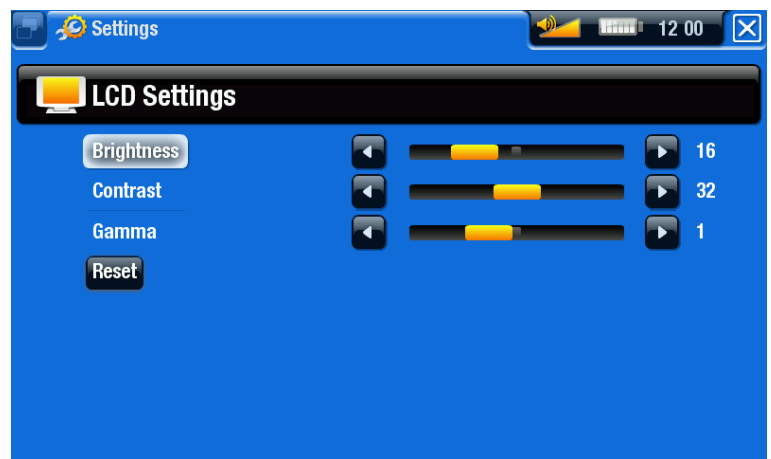 Settings
12 00
LCD Settings
Brightness 16
Contrast 32
Gamma 1
Reset